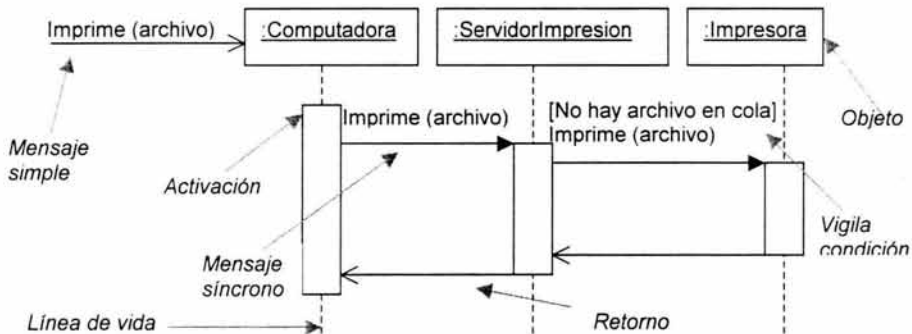 Imprime (archivo)
:Computadora
:ServidorImpresion
:Impresora
Imprime (archivo)
[No hay archivo en cola]
Imprime (archivo)
Objeto
Mensaje
simple
Activación
Mensaje
síncrono
Vigila
condición
Línea de vida
Retorno